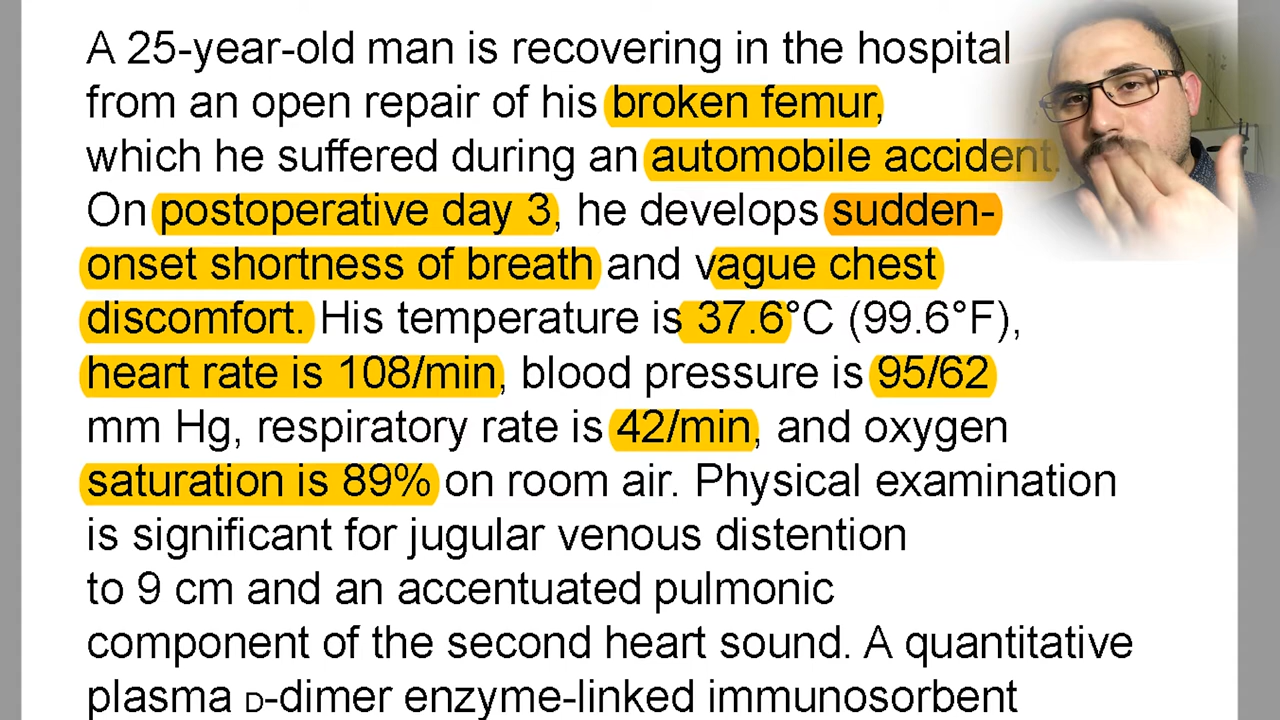 A 25-year-old man is recovering in the hospital
from an open repair of his broken femur,
which he suffered during an automobile accident.
On postoperative day 3, he develops sudden-
onset shortness of breath and vague chest
discomfort. His temperature is 37.6°C (99.6°F),
heart rate is 108/min, blood pressure is 95/62
mm Hg, respiratory rate is 42/min, and oxygen
saturation is 89% on room air. Physical examination
is significant for jugular venous distention
to 9 cm and an accentuated pulmonic
component of the second heart sound. A quantitative
plasma D-dimer enzyme-linked immunosorbent